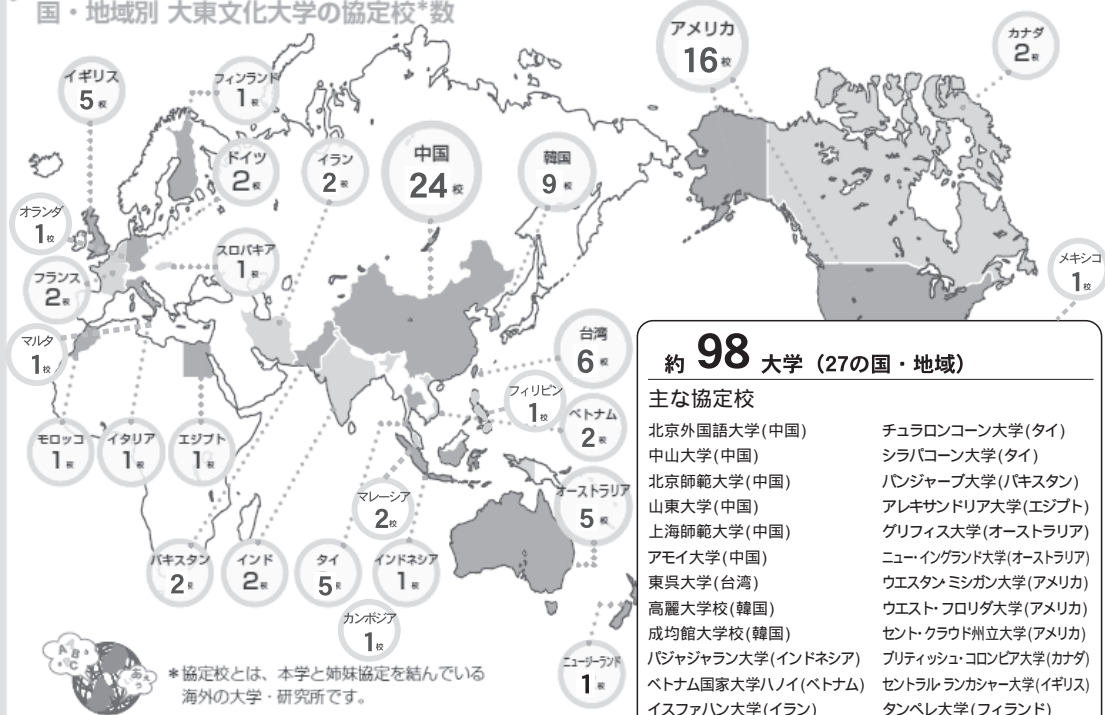 国・地域別 大東文化大学の協定校*数
アメリカ
16校
カナダ
2校
イギリス
5校
フィンランド
1校
ドイツ
2校
イラン
2校
中国
24校
韓国
9校
オランダ
1校
スロバキア
1校
フランス
2校
メキシコ
1校
マルタ
1校
台湾
6校
フィリピン
1校
ベトナム
2校
モロッコ
1校
イタリア
1校
エジプト
1校
マレーシア
2校
オーストラリア
5校
パキスタン
2校
インド
2校
タイ
5校
インドネシア
1校
カンボジア
1校
ニュージーランド
1校
約 98 大学（27の国・地域）
主な協定校
北京外国語大学(中国)
中山大学(中国)
北京師範大学(中国)
山東大学(中国)
上海師範大学(中国)
アモイ大学(中国)
東呉大学(台湾)
高麗大学校(韓国)
成均館大学校(韓国)
パジャジャラン大学(インドネシア)
ベトナム国家大学ハノイ(ベトナム)
イスファハン大学(イラン)
チュラロンコーン大学(タイ)
シラパコーン大学(タイ)
パンジャーブ大学(パキスタン)
アレキサンドリア大学(エジプト)
グリフィス大学(オーストラリア)
ニュー・イングランド大学(オーストラリア)
ウエスタン ミシガン大学(アメリカ)
ウエスト・フロリダ大学(アメリカ)
セント・クラウド州立大学(アメリカ)
ブリティッシュ・コロンビア大学(カナダ)
セントラル・ランカシャー大学(イギリス)
タンペレ大学(フィランド)
A B C
あぅ
*協定校とは、本学と姉妹協定を結んでいる
海外の大学・研究所です。